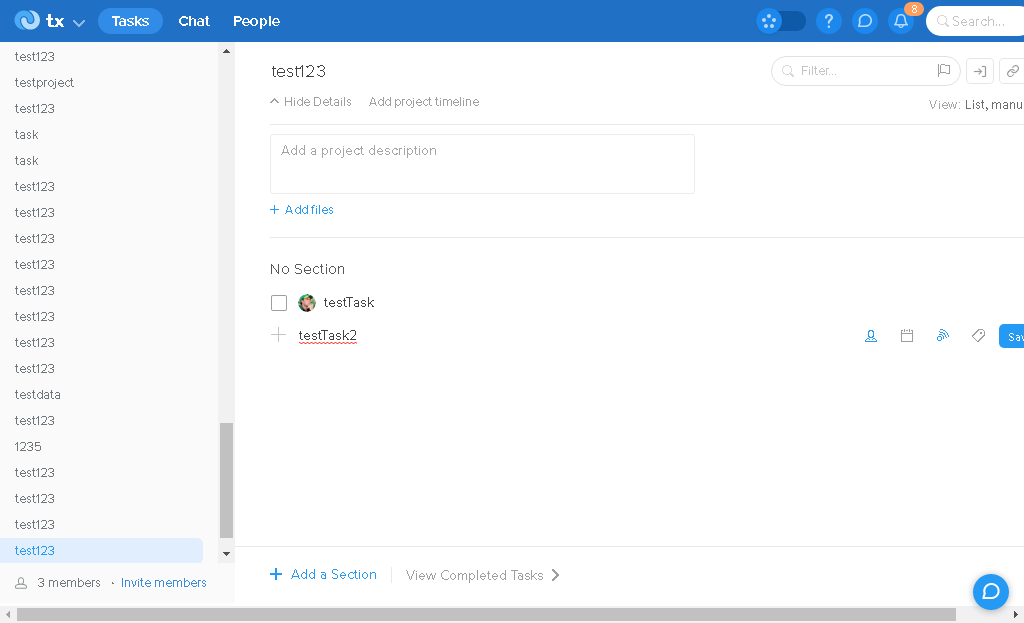 tx Tasks Chat People ? 8 Search...
test123
testproject
test123
task
task
test123
test123
test123
test123
test123
test123
test123
test123
testdata
test123
1235
test123
test123
test123
test123
3 members · Invite members
test123
Filter...
Hide Details Add project timeline
View: List, manu
Add a project description
+ Add files
No Section
testTask
testTask2
Sav
+ Add a Section View Completed Tasks